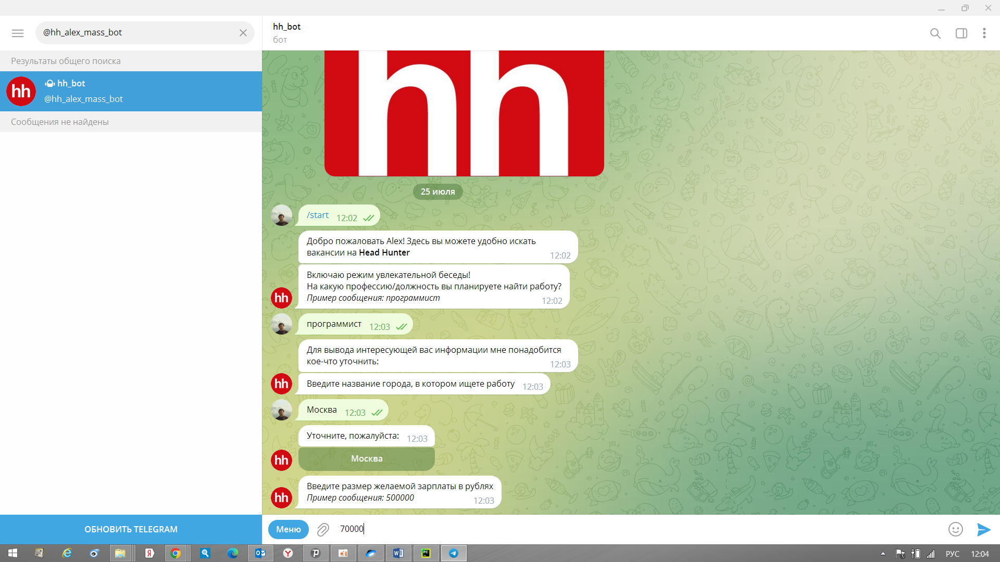 @hh_alex_mass_bot
Результаты общего поиска
hh
hh_bot
@hh_alex_mass_bot
Сообщения не найдены
ОБНОВИТЬ TELEGRAM
hh_bot
бот
hh
25 июля
/start 12:02
Добро пожаловать Alex! Здесь вы можете удобно искать
вакансии на Head Hunter 12:02
Включаю режим увлекательной беседы!
На какую профессию/должность вы планируете найти работу?
hh
Пример сообщения: программист 12:02
программист 12:03
Для вывода интересующей вас информации мне понадобится
кое-что уточнить: 12:03
hh
Введите название города, в котором ищете работу 12:03
Москва 12:03
Уточните, пожалуйста: 12:03
hh
Москва
Введите размер желаемой зарплаты в рублях
hh
Пример сообщения: 500000 12:03
Меню
70000
РУС 12:04